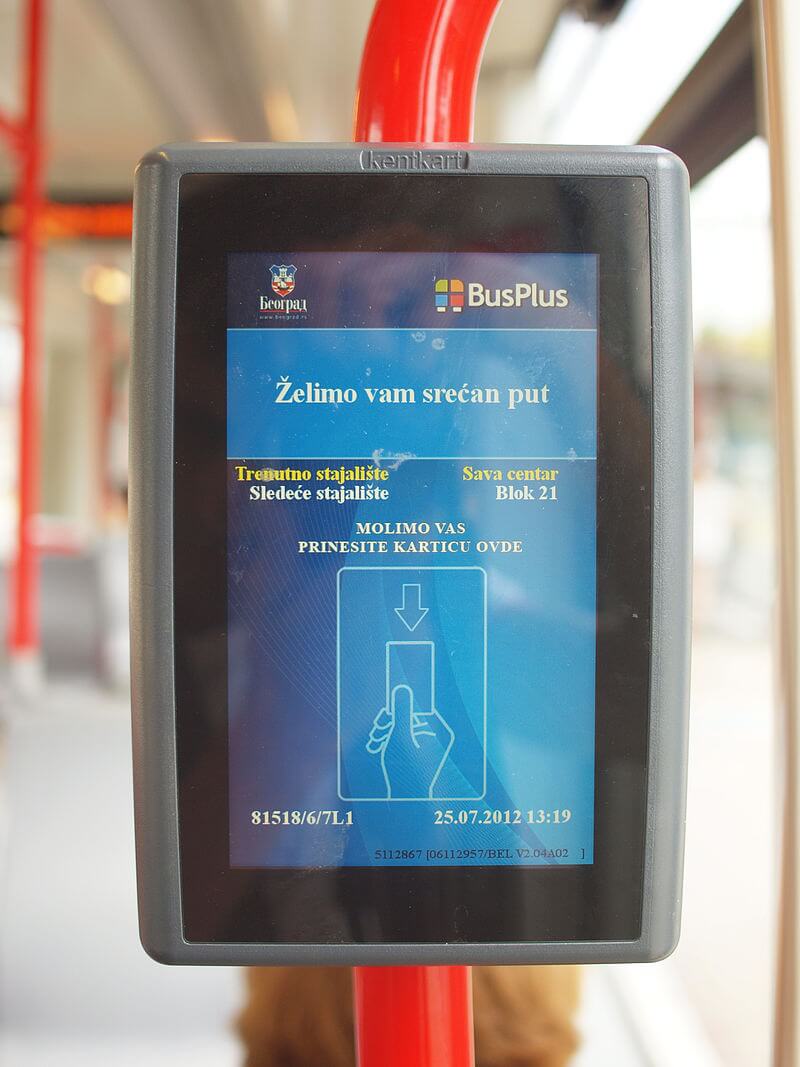 kentkart
Београд
www.beograd.rs
BusPlus
Želimo vam srećan put
Trenutno stajalište Sava centar
Sledeće stajalište Blok 21
MOLIMO VAS
PRINESITE KARTICU OVDE
81518/6/7L1 25.07.2012 13:19
5112867 [06112957/BEL V2.04A02 ]